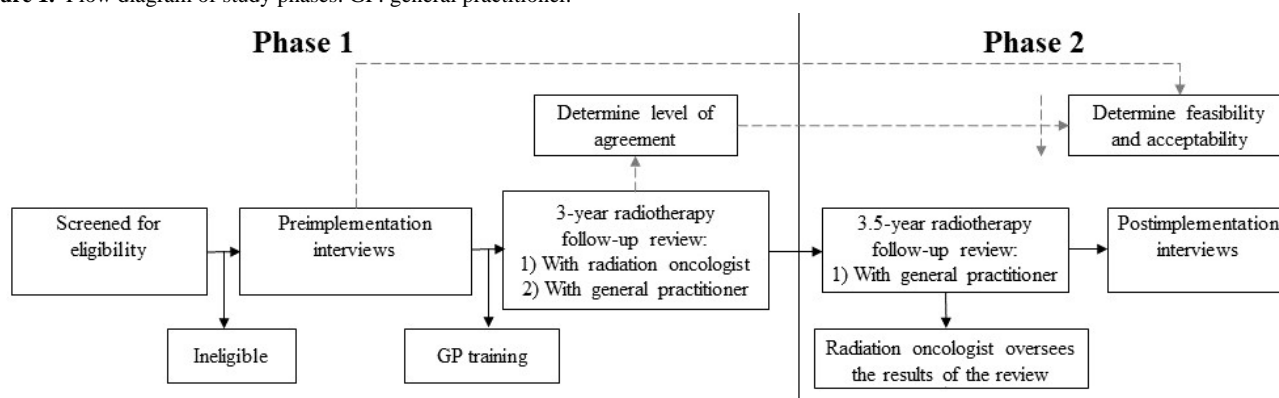 Flow diagram of study phases. GP: general practitioner.
Phase 1
Phase 2
Determine level of
agreement
Determine feasibility
and acceptability
Screened for
eligibility
Preimplementation
interviews
3-year radiotherapy
follow-up review:
1) With radiation oncologist
2) With general practitioner
3.5-year radiotherapy
follow-up review:
1) With general practitioner
Postimplementation
interviews
Ineligible
GP training
Radiation oncologist oversees
the results of the review